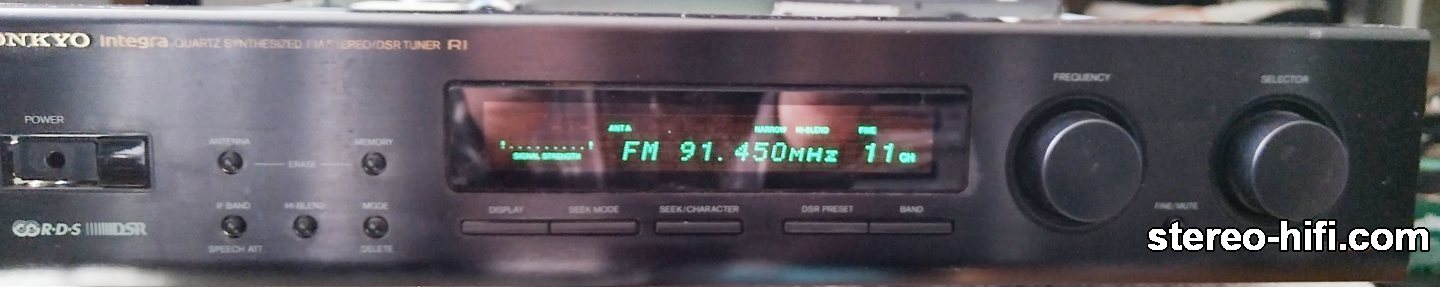 ONKYO Integra QUARTZ SYNTHESIZED FM STEREO/DSR TUNER RI
POWER
FREQUENCY
SELECTOR
ANTENNA
ERASE
MEMORY
ANT A
NARROW HI-BLEND
FINE
SIGNAL STRENGTH
FM 91.450MHz 11CH
IF BAND
HI-BLEND
MODE
SPEECH ATT.
DELETE
DISPLAY
SEEK MODE
SEEK/CHARACTER
DSR PRESET
BAND
FINE/MUTE
R·D·S DSR
stereo-hifi.com